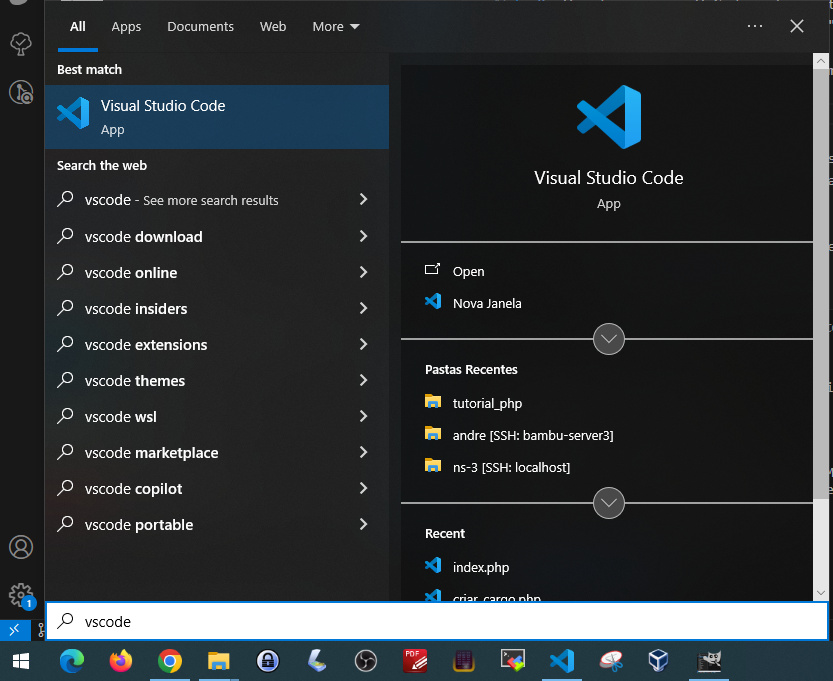 All Apps Documents Web More
Best match
Visual Studio Code
App
Search the web
vscode - See more search results
vscode download
vscode online
vscode insiders
vscode extensions
vscode themes
vscode wsl
vscode marketplace
vscode copilot
vscode portable
Visual Studio Code
App
Open
Nova Janela
Pastas Recentes
tutorial_php
andre [SSH: bambu-server3]
ns-3 [SSH: localhost]
Recent
index.php
criar_cargo.php
1
vscode
PDF